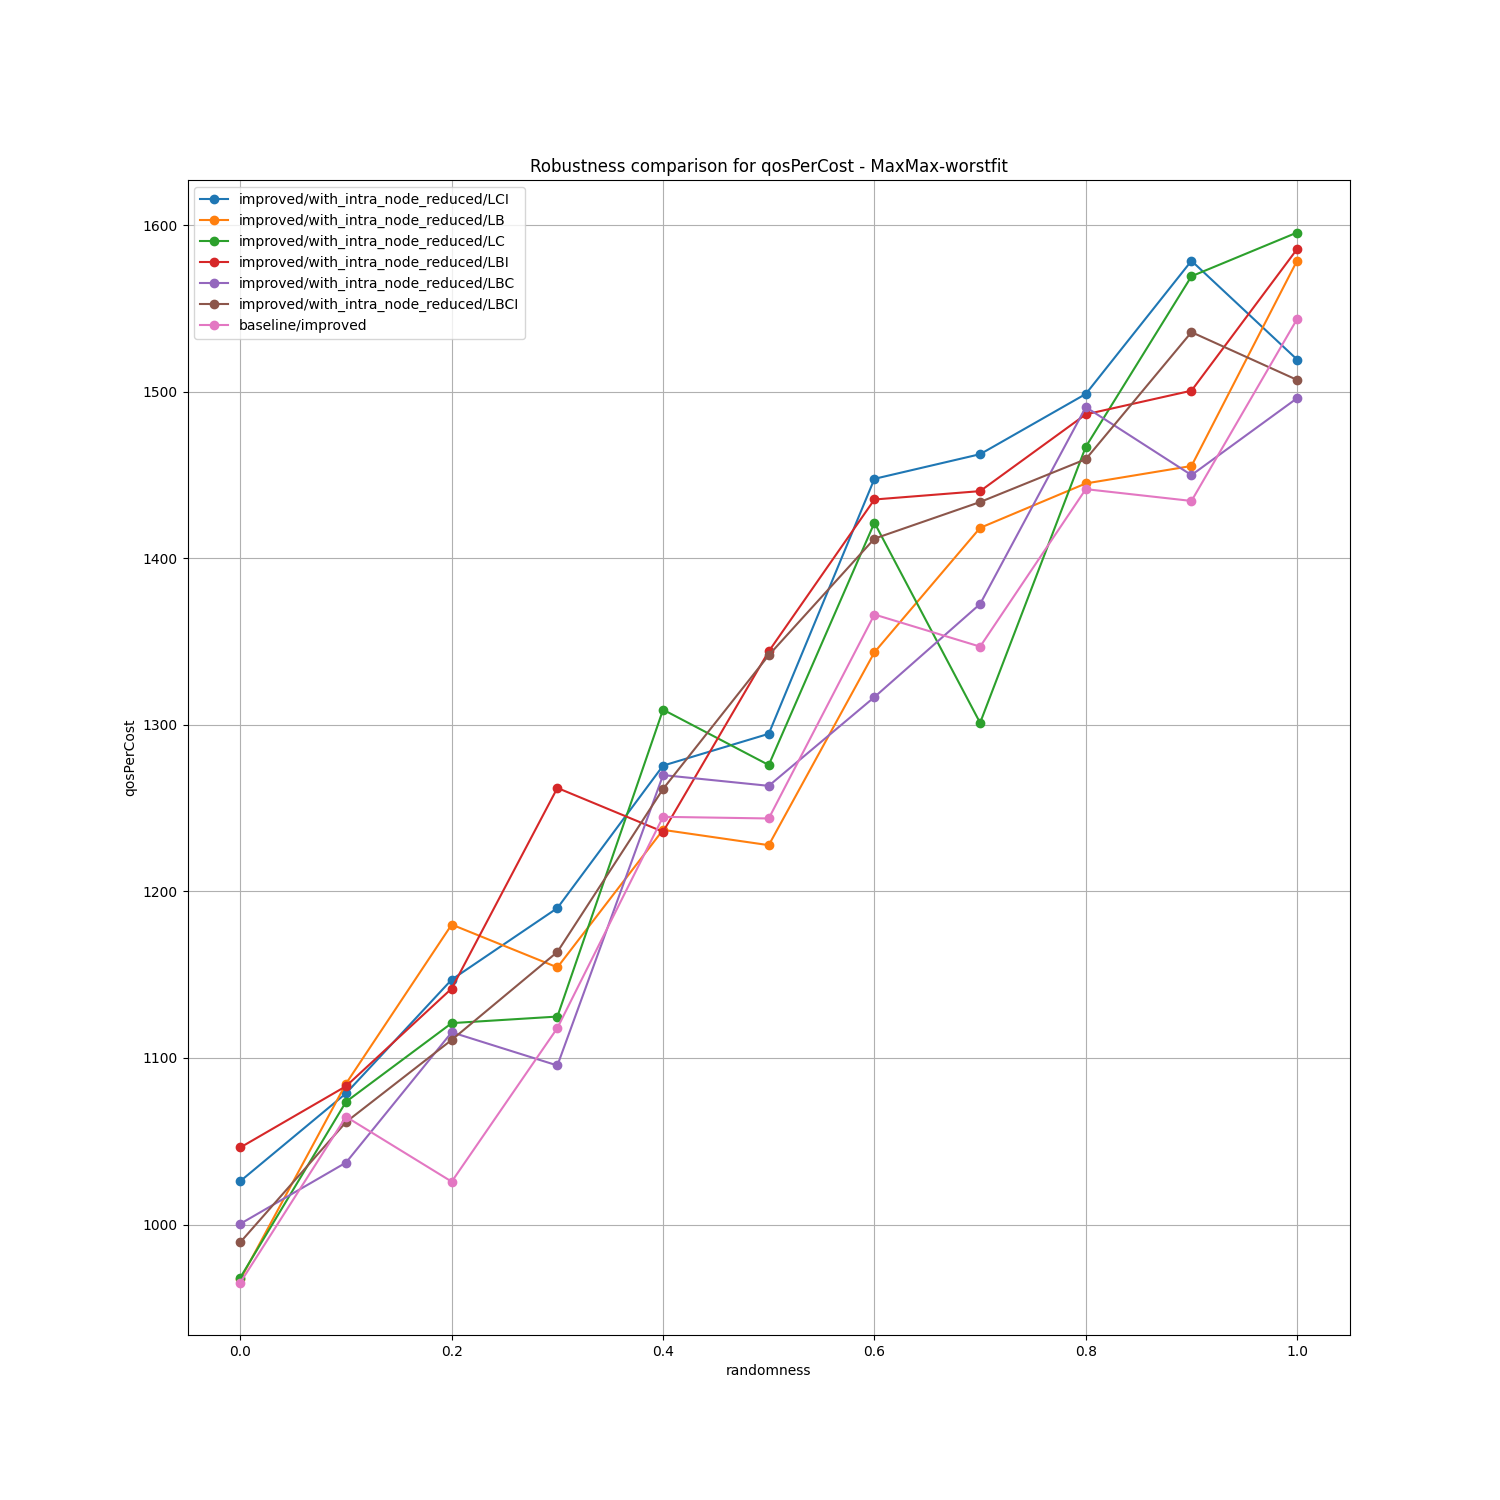 Robustness comparison for qosPerCost - MaxMax-worstfit
improved/with_intra_node_reduced/LCI
improved/with_intra_node_reduced/LB
improved/with_intra_node_reduced/LC
improved/with_intra_node_reduced/LBI
improved/with_intra_node_reduced/LBC
improved/with_intra_node_reduced/LBCI
baseline/improved
1600
1500
1400
1300
1200
1100
1000
qosPerCost
0.0 0.2 0.4 0.6 0.8 1.0
randomness